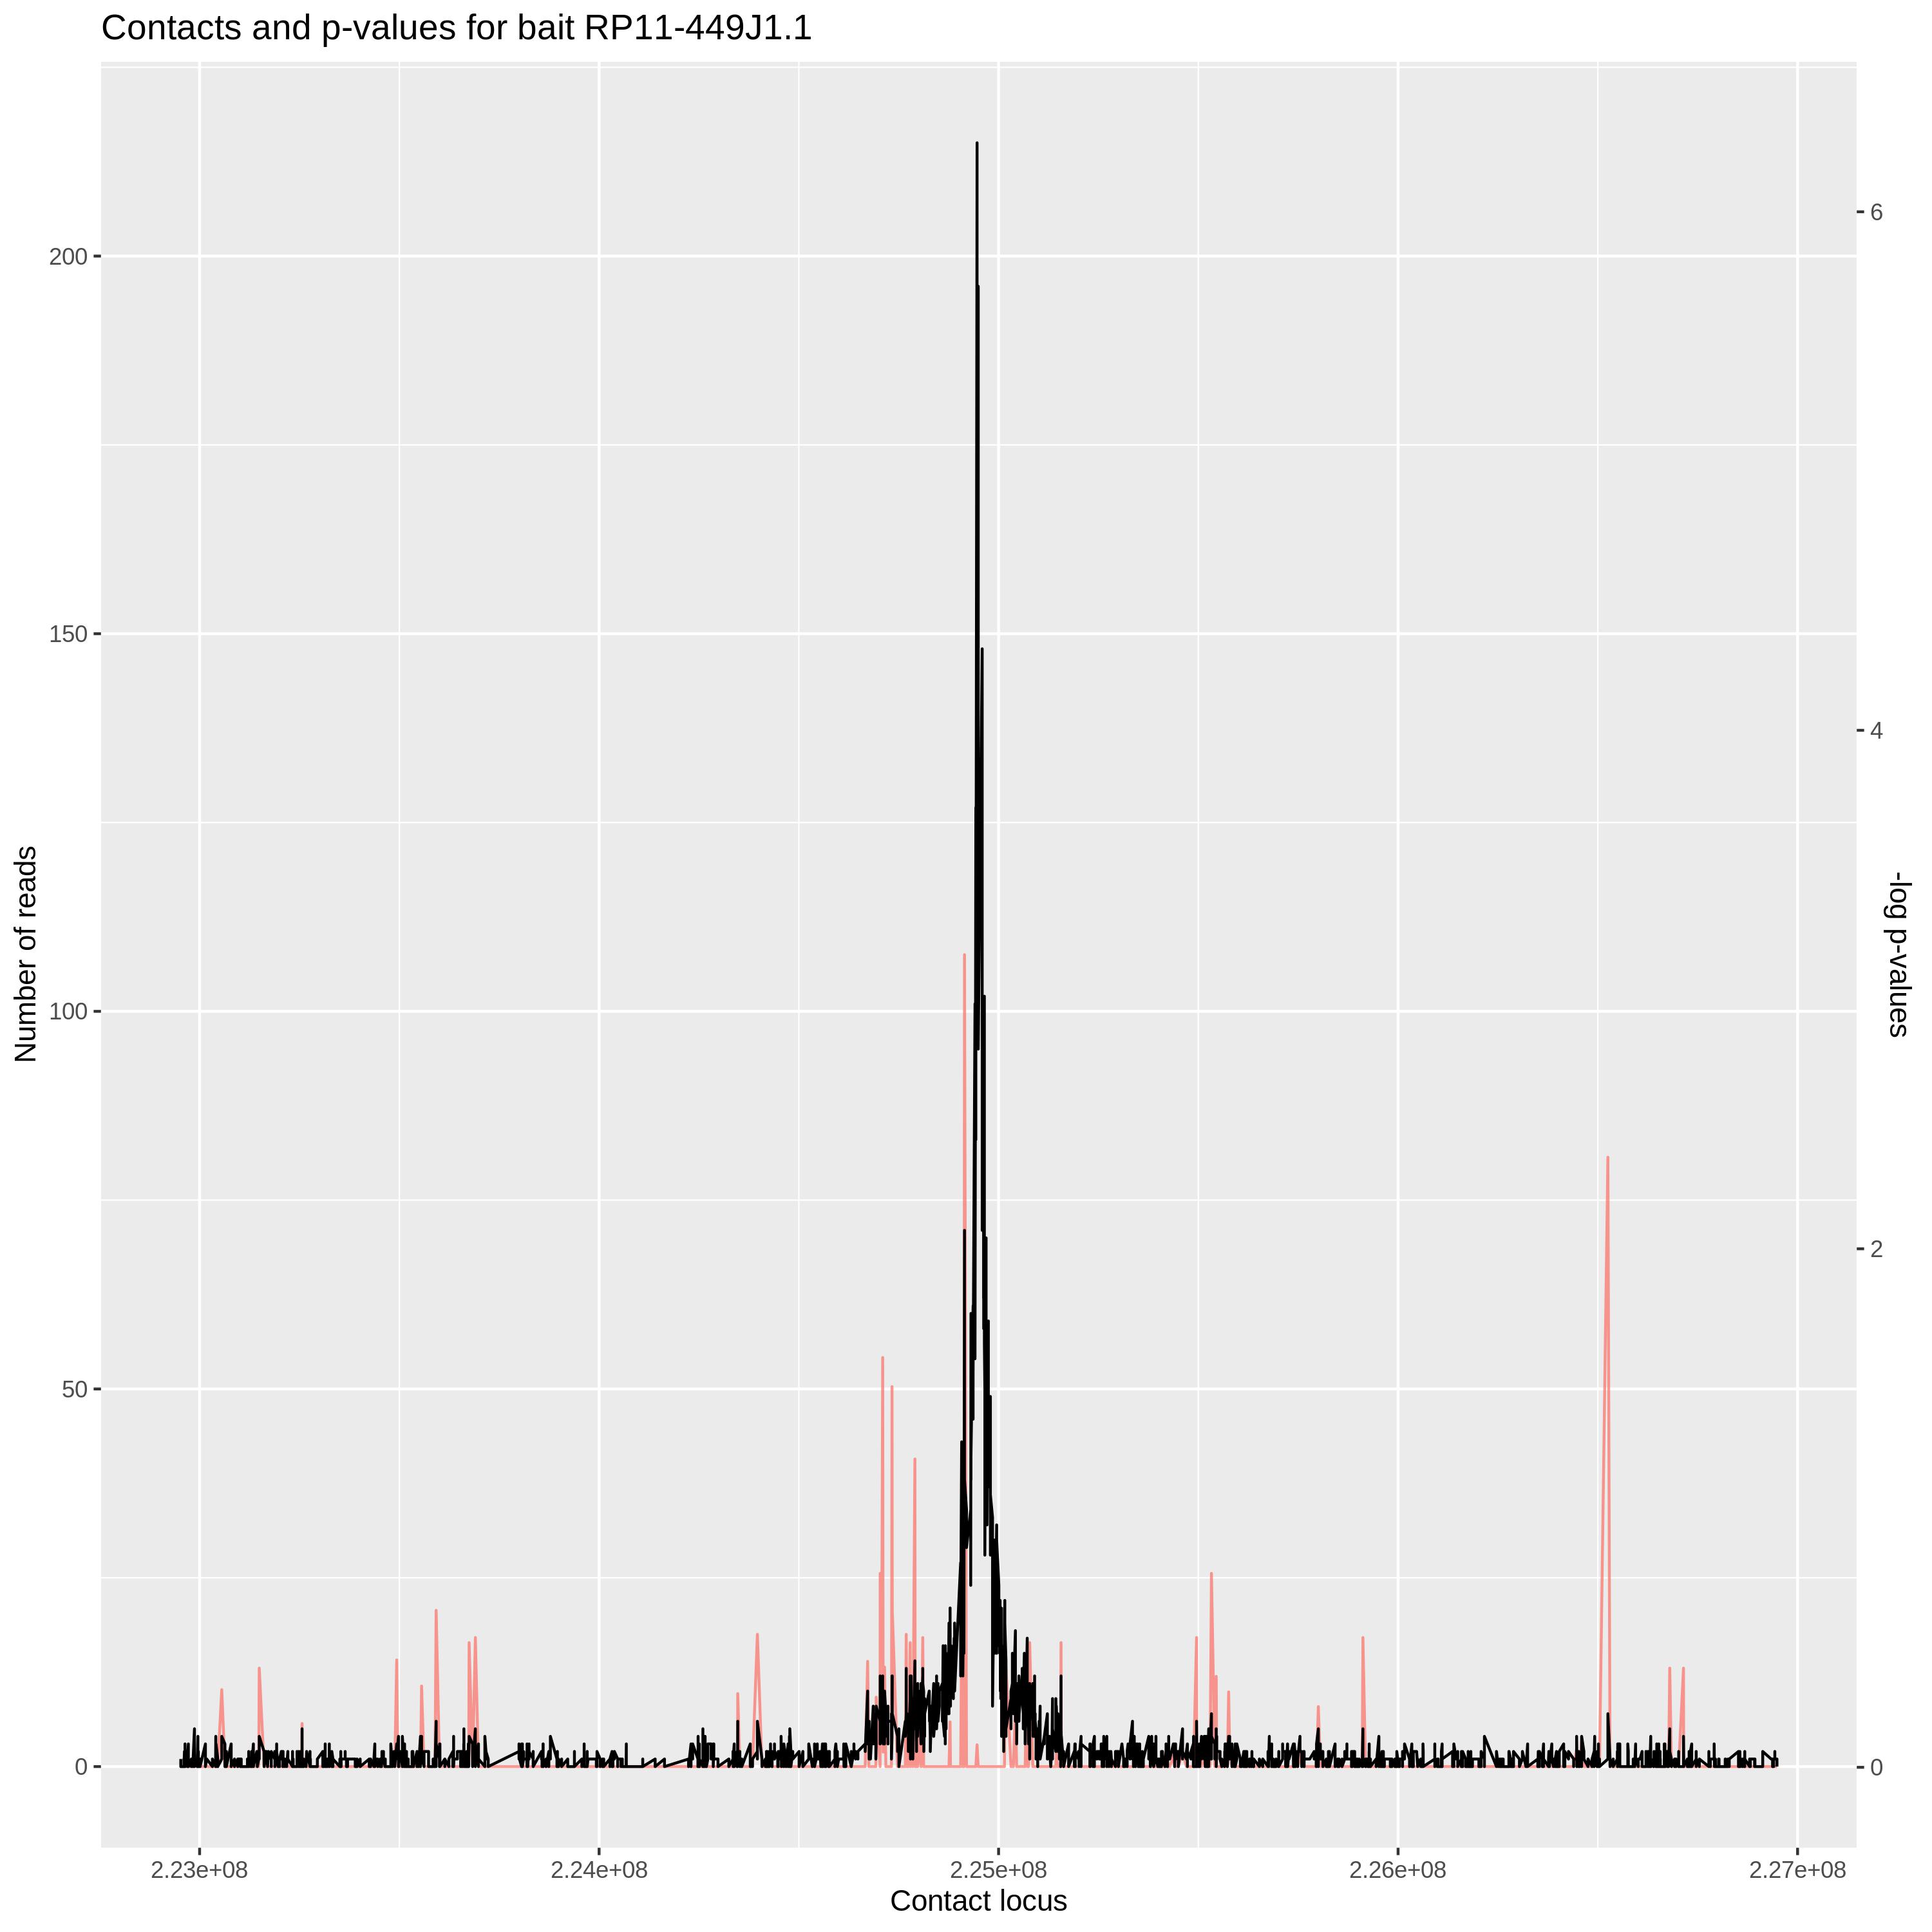 Contacts and p-values for bait RP11-449J1.1
200
150
100
50
0
Number of reads
6
4
2
0
-log p-values
2.23e+08
2.24e+08
2.25e+08
2.26e+08
2.27e+08
Contact locus